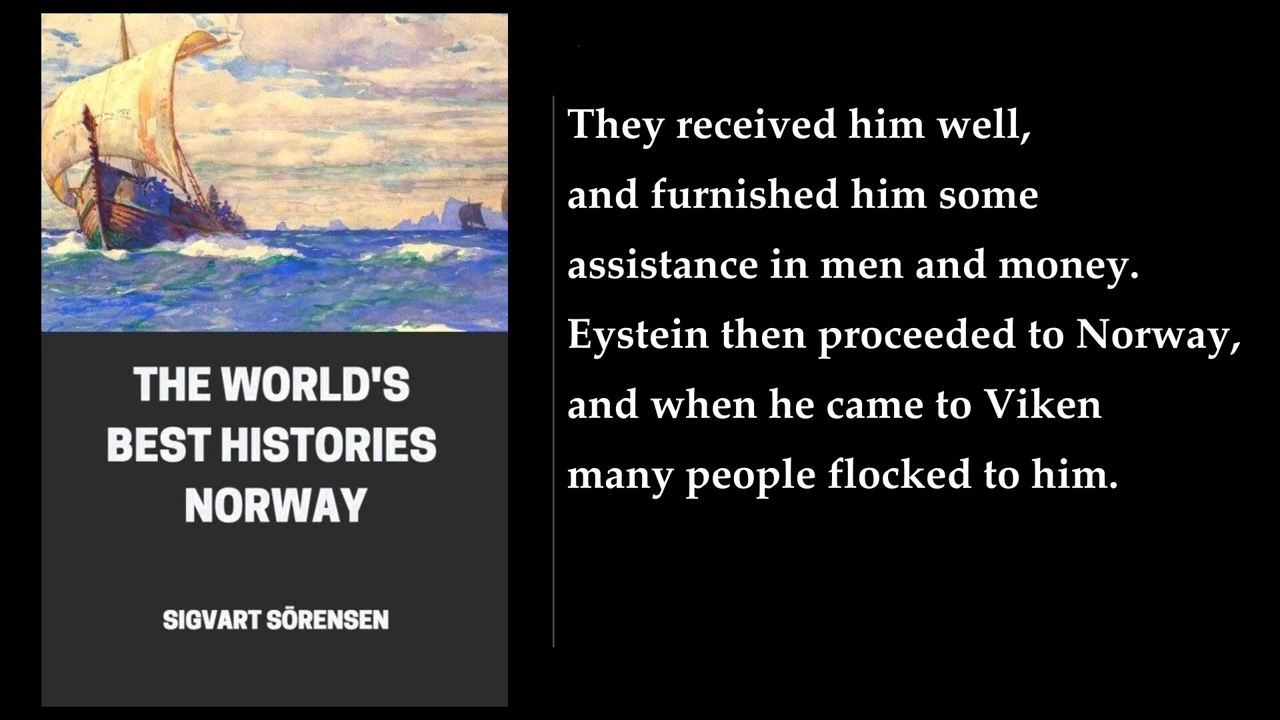 THE WORLD'S
BEST HISTORIES
NORWAY
SIGVART SÖRENSEN
They received him well,
and furnished him some
assistance in men and money.
Eystein then proceeded to Norway,
and when he came to Viken
many people flocked to him.